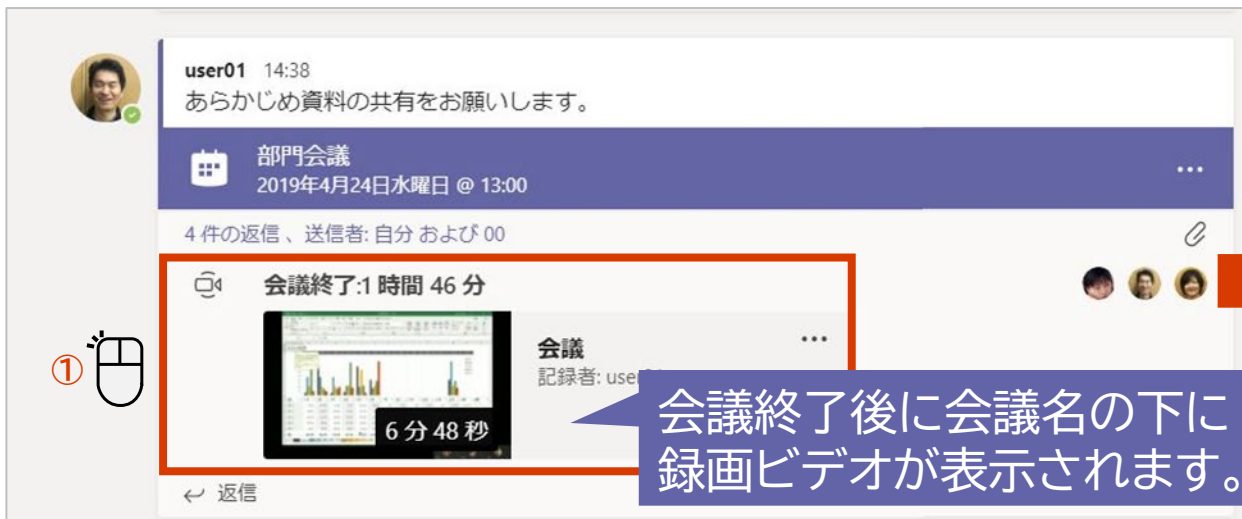 user01 14:38
あらかじめ資料の共有をお願いします。
部門会議
2019年4月24日水曜日 @ 13:00
4 件の返信 、送信者: 自分 および 00
会議終了:1 時間 46 分
会議
記録者:
6 分 48 秒
①
会議終了後に会議名の下に
録画ビデオが表示されます。
返信